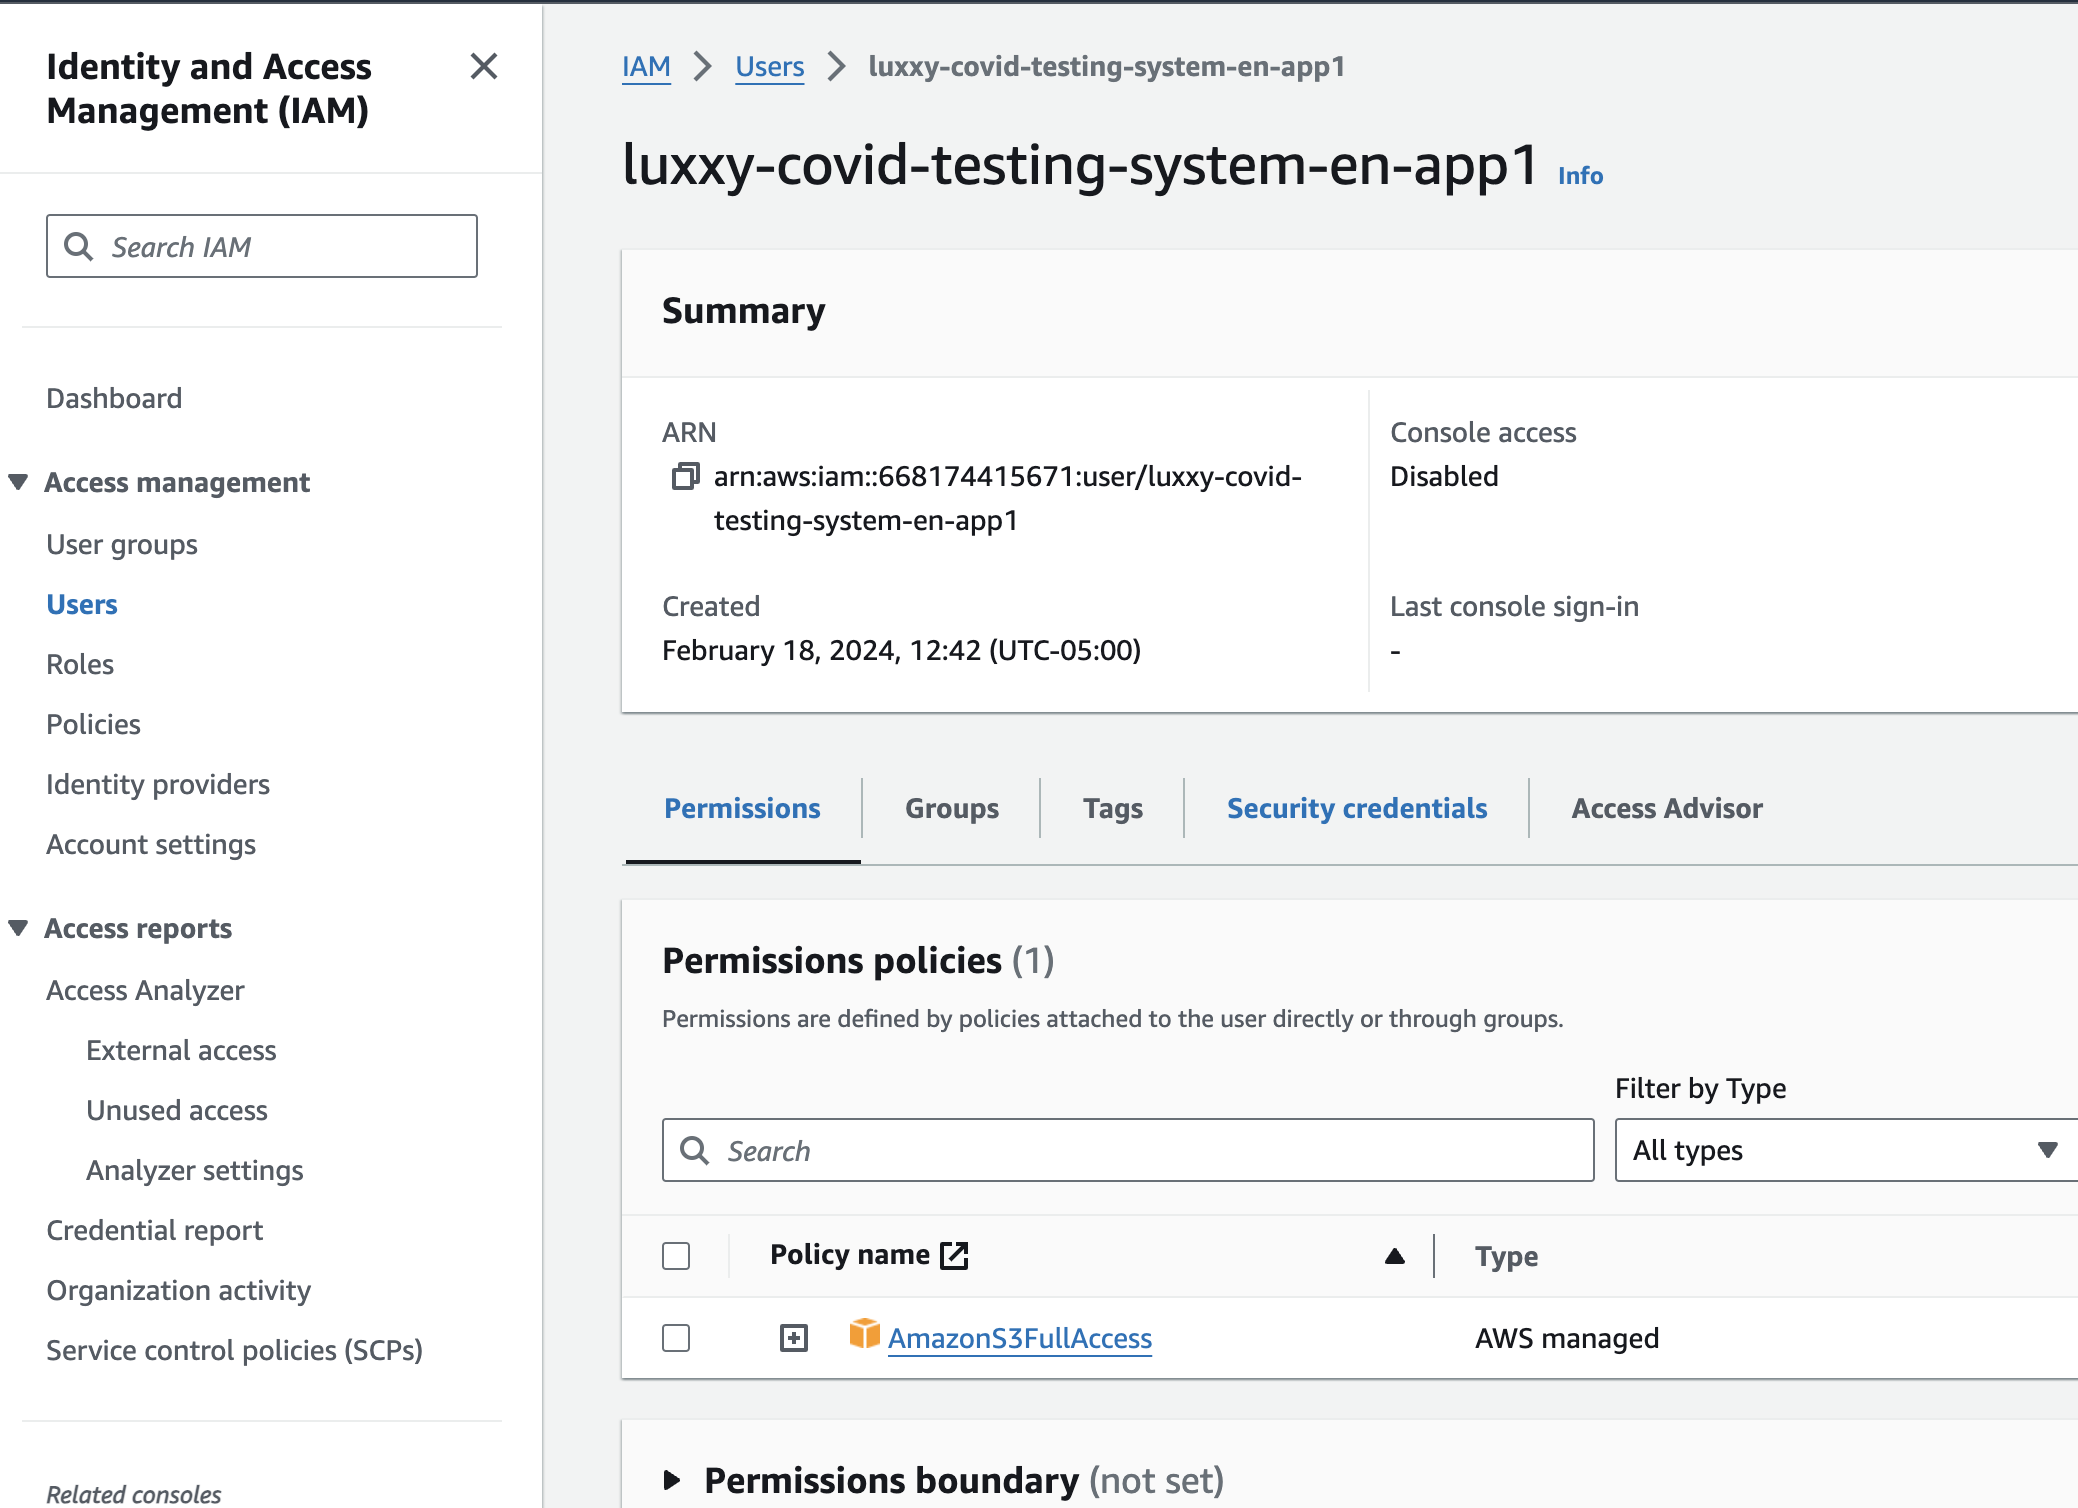 Identity and Access
Management (IAM)
Search IAM
Dashboard
Access management
User groups
Users
Roles
Policies
Identity providers
Account settings
Access reports
Access Analyzer
External access
Unused access
Analyzer settings
Credential report
Organization activity
Service control policies (SCPs)
Related consoles
IAM Users luxxy-covid-testing-system-en-app1
luxxy-covid-testing-system-en-app1 Info
Summary
ARN
arn:aws:iam::668174415671:user/luxxy-covid-
testing-system-en-app1
Console access
Disabled
Created
February 18, 2024, 12:42 (UTC-05:00)
Last console sign-in
-
Permissions Groups Tags Security credentials Access Advisor
Permissions policies (1)
Permissions are defined by policies attached to the user directly or through groups.
Filter by Type
Search All types
Policy name Type
AmazonS3FullAccess AWS managed
Permissions boundary (not set)